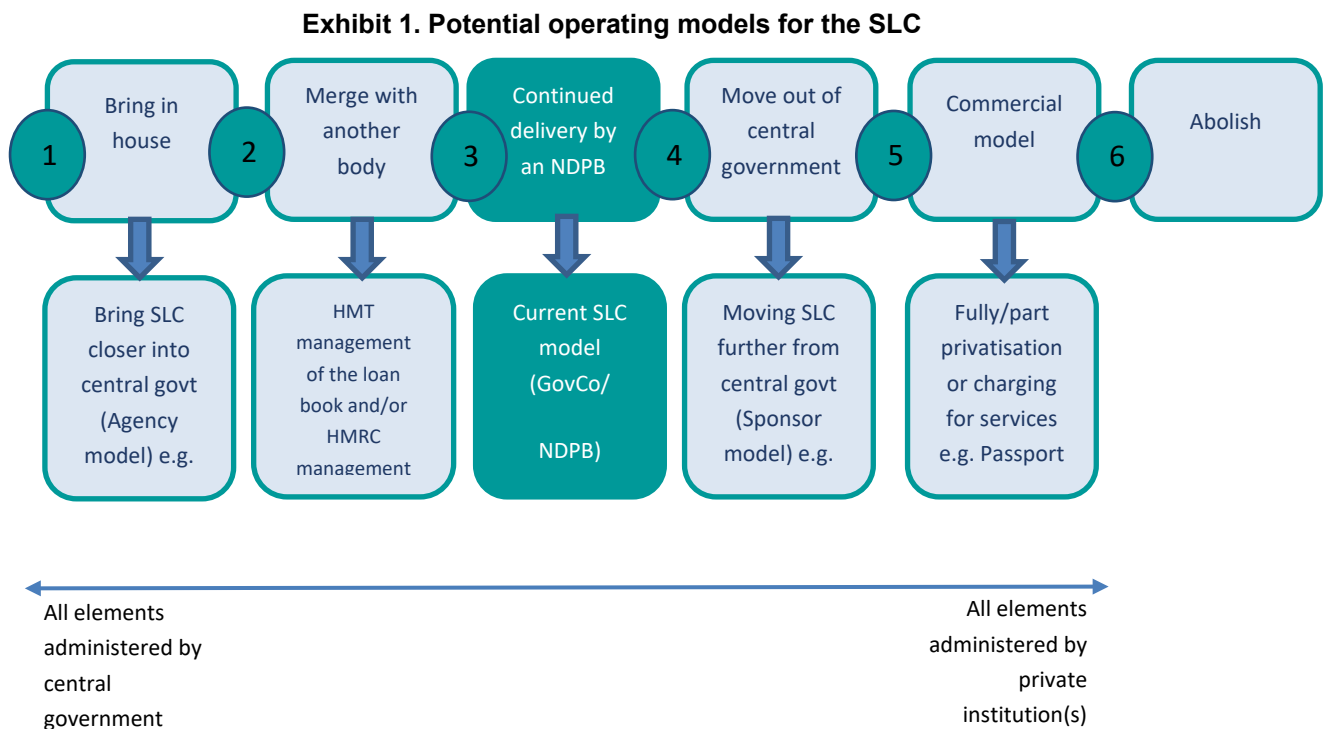 Exhibit 1. Potential operating models for the SLC
1
Bring in
house
2
Merge with
another
body
3
Continued
delivery by
an NDPB
4
Move out of
central
government
5
Commercial
model
6
Abolish
Bring SLC
closer into
central govt
(Agency
model) e.g.
HMT
management
of the loan
book and/or
HMRC
management
Current SLC
model
(GovCo/
NDPB)
Moving SLC
further from
central govt
(Sponsor
model) e.g.
Fully/part
privatisation
or charging
for services
e.g. Passport
All elements
administered by
central
government
All elements
administered by
private
institution(s)